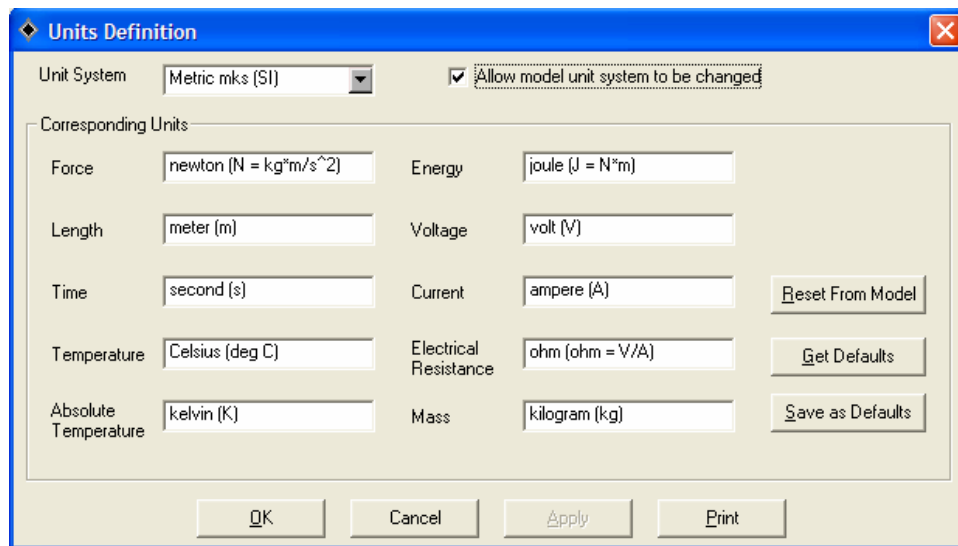 Units Definition
Unit System Metric mks (SI) Allow model unit system to be changed
Corresponding Units
Force newton (N = kg*m/s^2) Energy joule (J = N*m)
Length meter (m) Voltage volt (V)
Time second (s) Current ampere (A) Reset From Model
Temperature Celsius (deg C) Electrical Resistance ohm (ohm = V/A) Get Defaults
Absolute Temperature kelvin (K) Mass kilogram (kg) Save as Defaults
OK Cancel Apply Print